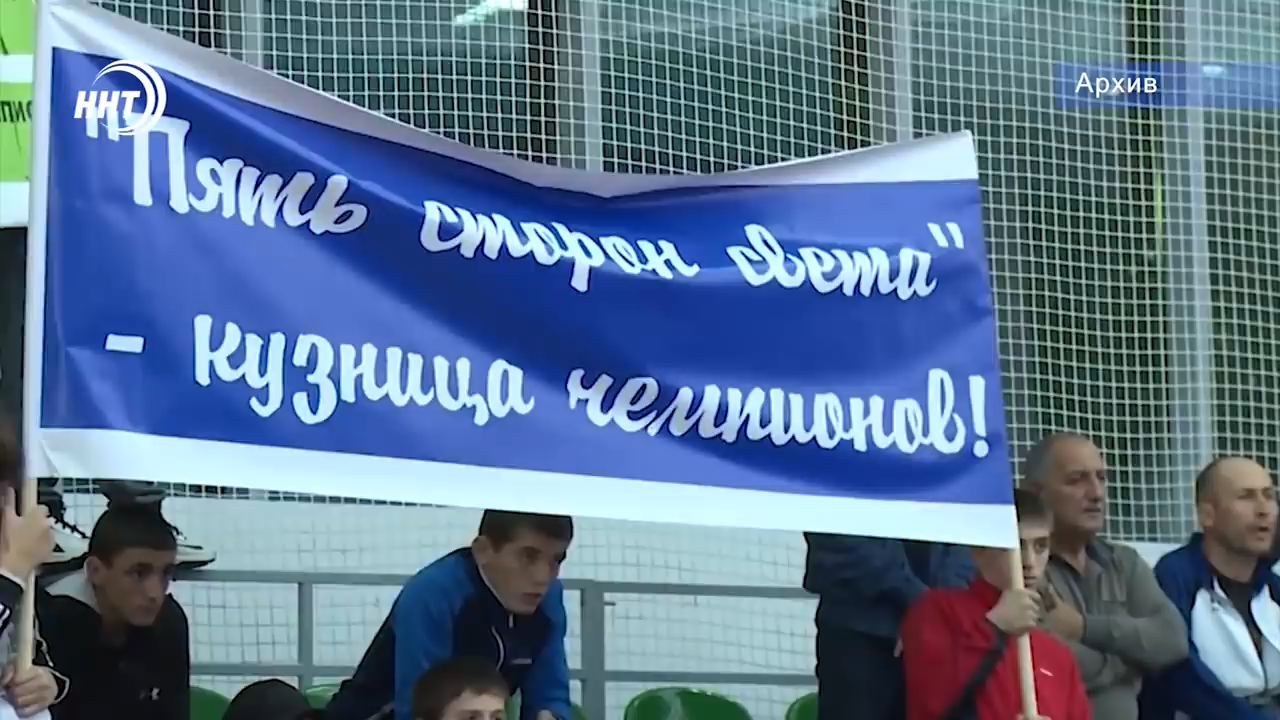 ННТ
Архив
"Пять сторон света"
- кузница чемпионов!